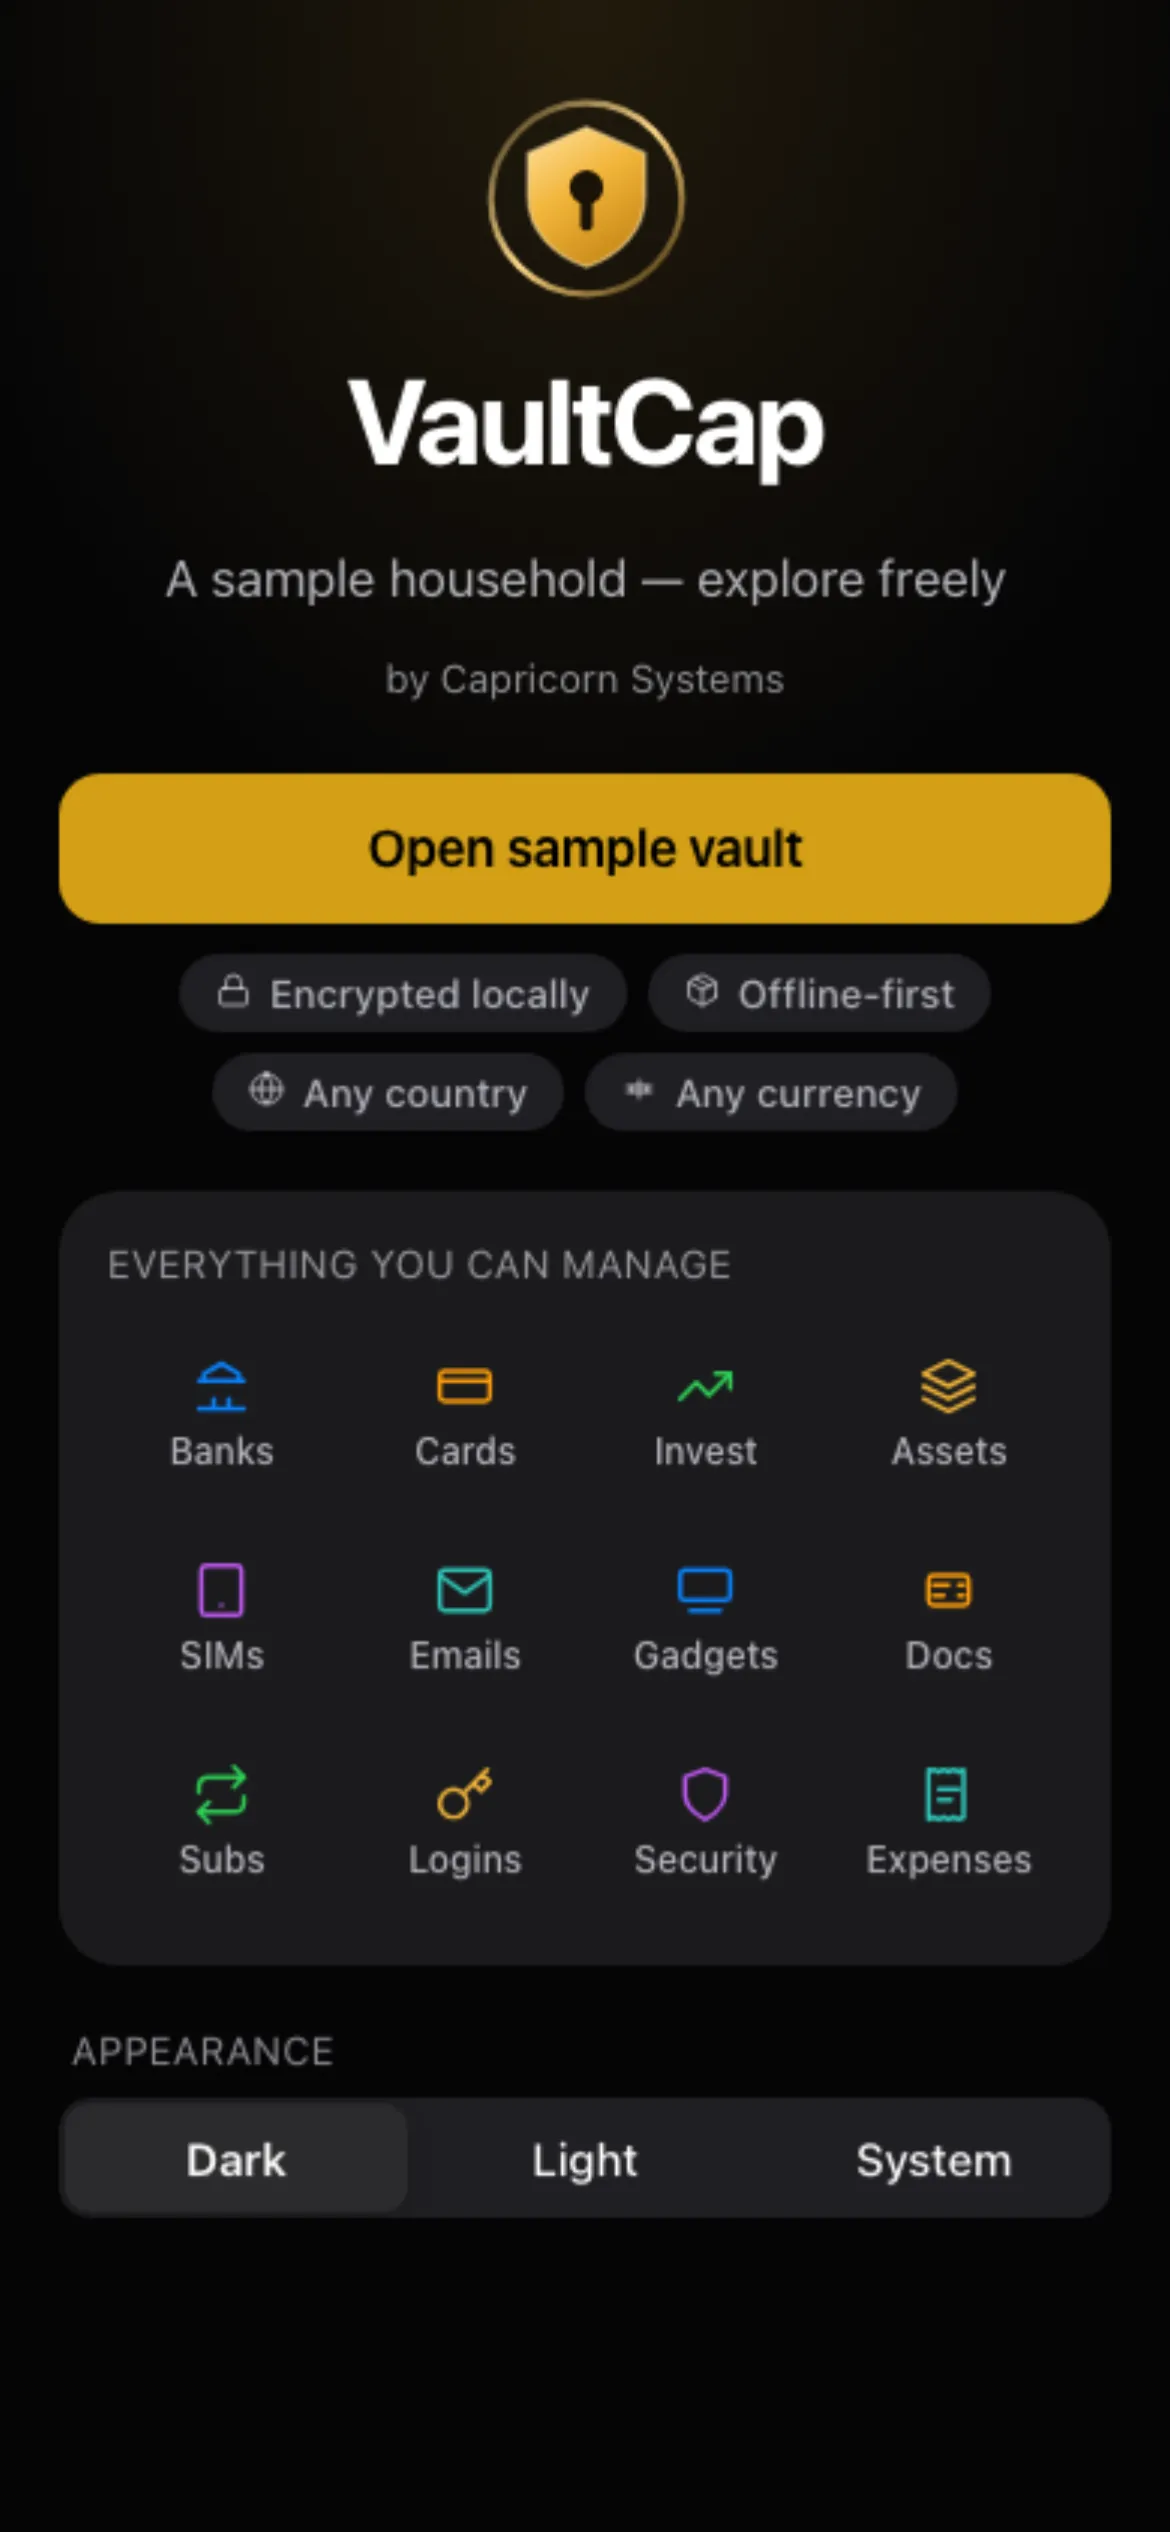 VaultCap
A sample household — explore freely
by Capricorn Systems
Open sample vault
Encrypted locally
Offline-first
Any country
Any currency
EVERYTHING YOU CAN MANAGE
Banks
Cards
Invest
Assets
SIMs
Emails
Gadgets
Docs
Subs
Logins
Security
Expenses
APPEARANCE
Dark
Light
System